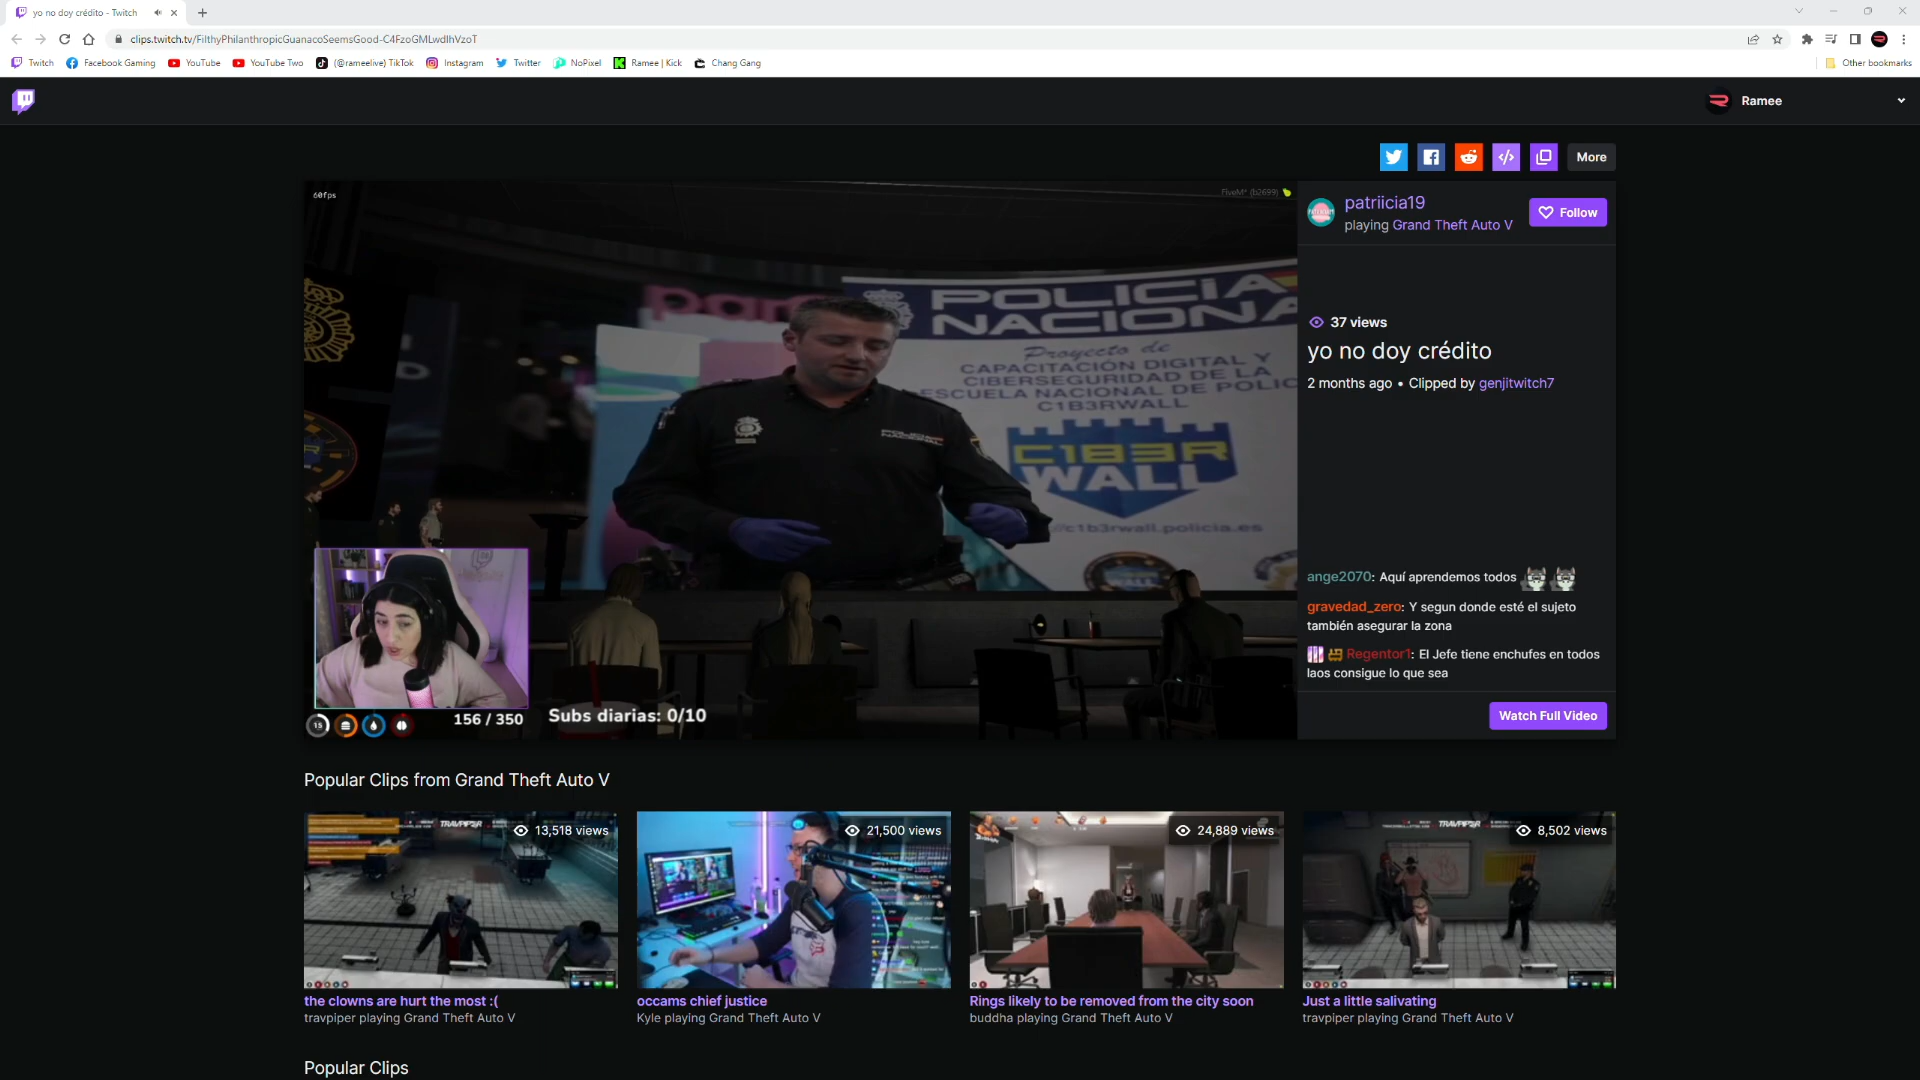 yo no doy crédito - Twitch
clips.twitch.tv/FilthyPhilanthropicGuanacoSeemsGood-C4FzoGMLwdlhVzoT
Twitch Facebook Gaming YouTube YouTube Two (@rameelive) TikTok Instagram Twitter NoPixel Ramee | Kick Chang Gang Other bookmarks
Ramee
More
60fps
FiveM* (b2699)
POLICIA
NACIONA
Proyecto de
CAPACITACIÓN DIGITAL Y
CIBERSEGURIDAD DE LA
ESCUELA NACIONAL DE POLIC
C1B3RWALL
C1B3R
WALL
//c1b3rwall.policia.es
156 / 350
Subs diarias: 0/10
patriicia19
playing Grand Theft Auto V
Follow
37 views
yo no doy crédito
2 months ago • Clipped by genjitwitch7
ange2070: Aquí aprendemos todos
gravedad_zero: Y segun donde esté el sujeto
también asegurar la zona
Regentor1: El Jefe tiene enchufes en todos
laos consigue lo que sea
Watch Full Video
Popular Clips from Grand Theft Auto V
TRAVPIPER
13,518 views
21,500 views
24,889 views
TRAVPIPER
8,502 views
the clowns are hurt the most :(
travpiper playing Grand Theft Auto V
occams chief justice
Kyle playing Grand Theft Auto V
Rings likely to be removed from the city soon
buddha playing Grand Theft Auto V
Just a little salivating
travpiper playing Grand Theft Auto V
Popular Clips